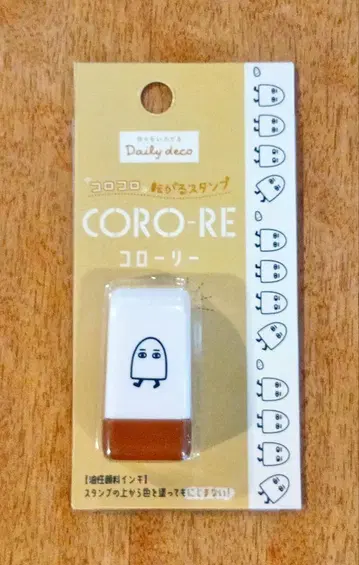 Daily deco
"コロコロ"転がるスタンプ
CORO-RE
コローリー
【油性顔料インキ】
スタンプの上から色を塗ってもにじまない!